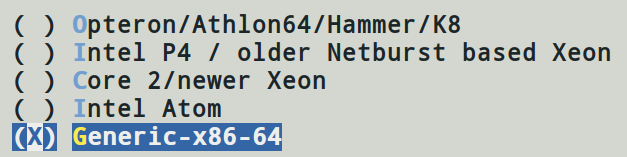 ( ) Opteron/Athlon64/Hammer/K8
( ) Intel P4 / older Netburst based Xeon
( ) Core 2/newer Xeon
( ) Intel Atom
(X) Generic-x86-64